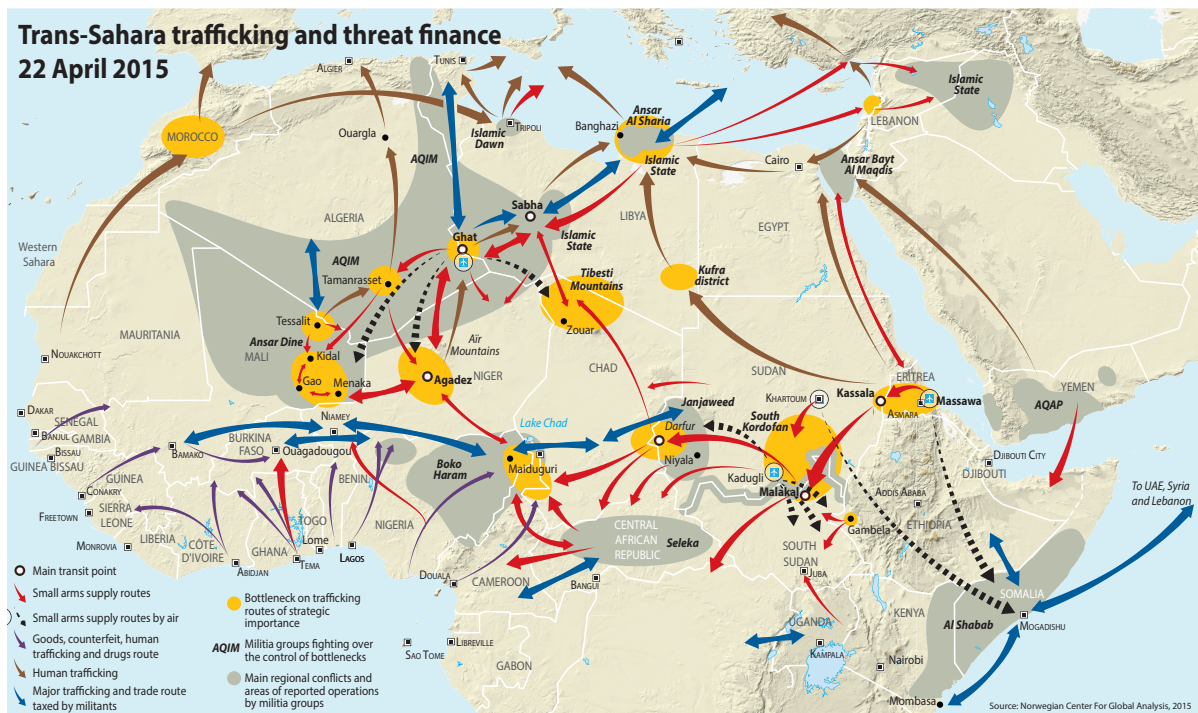 Trans-Sahara trafficking and threat finance
22 April 2015
ALGIER
TUNIS
MOROCCO
Ouargla
Islamic
Dawn
TRIPOLI
Banghazi
Ansar
Al Sharia
Islamic
State
LEBANON
Islamic
State
AQIM
Cairo
Ansar Bayt
Al Maqdis
Western
Sahara
ALGERIA
Sabha
Islamic
State
LIBYA
EGYPT
Ghat
AQIM
Tamanrasset
Tibesti
Mountains
Kufra
district
Tessalit
Zouar
MAURITANIA
Ansar Dine
MALI
Kidal
Aïr
Mountains
NOUAKCHOTT
Gao
Menaka
Agadez
NIGER
CHAD
SUDAN
ERITREA
YEMEN
Kassala
Massawa
ASMARA
AQAP
DAKAR
SENEGAL
BANJUL
GAMBIA
BISSAU
GUINEA BISSAU
NIAMEY
Lake Chad
Janjaweed
Darfur
KHARTOUM
South
Kordofan
BAMAKO
BURKINA
FASO
Ouagadougou
Niyala
Maiduguri
Boko
Haram
BENIN
GUINEA
CONAKRY
Kadugli
Malakal
DJIBOUTI CITY
DJIBOUTI
To UAE, Syria
and Lebanon
ADDIS ABABA
FREETOWN
SIERRA
LEONE
TOGO
NIGERIA
CENTRAL
AFRICAN
REPUBLIC
Seleka
Gambela
ETHIOPIA
MONROVIA
LIBERIA
CÔTE
D'IVOIRE
GHANA
Lome
TEMA
LAGOS
ABIDJAN
SOUTH
SUDAN
JUBA
DOUALA
CAMEROON
BANGUI
SOMALIA
Al Shabab
MOGADISHU
UGANDA
KENYA
KAMPALA
Nairobi
SAO TOME
LIBREVILLE
GABON
Mombasa
Main transit point
Small arms supply routes
Small arms supply routes by air
Goods, counterfeit, human
trafficking and drugs route
Human trafficking
Major trafficking and trade route
taxed by militants
Bottleneck on trafficking
routes of strategic
importance
AQIM
Militia groups fighting over
the control of bottlenecks
Main regional conflicts and
areas of reported operations
by militia groups
Source: Norwegian Center For Global Analysis, 2015